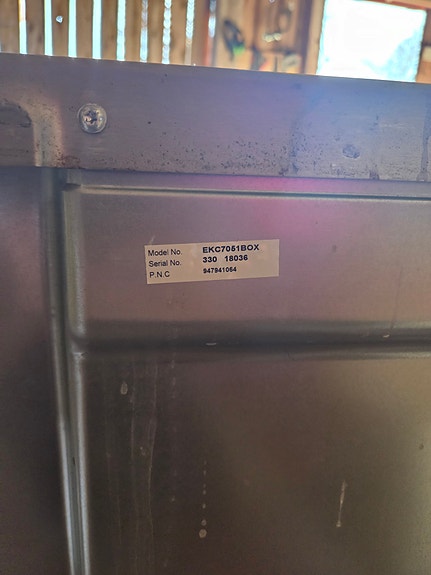 Model No. EKC7051BOX
Serial No. 330 18036
P.N.C 947941064